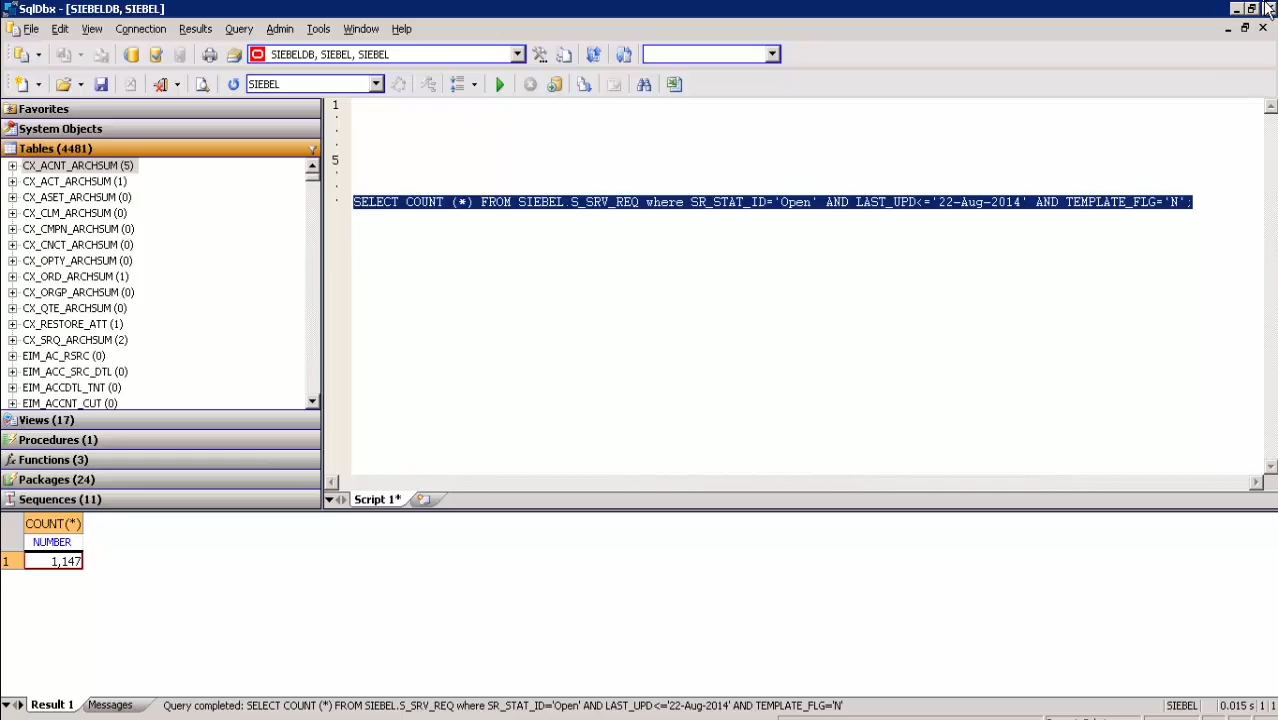 SqlDbx - [SIEBELDB, SIEBEL]
File Edit View Connection Results Query Admin Tools Window Help
SIEBELDB, SIEBEL, SIEBEL
SIEBEL
Favorites
System Objects
Tables (4481)
CX_ACNT_ARCHSUM (5)
CX_ACT_ARCHSUM (1)
CX_ASET_ARCHSUM (0)
CX_CLM_ARCHSUM (0)
CX_CMPN_ARCHSUM (0)
CX_CNCT_ARCHSUM (0)
CX_OPTY_ARCHSUM (0)
CX_ORD_ARCHSUM (1)
CX_ORGP_ARCHSUM (0)
CX_QTE_ARCHSUM (0)
CX_RESTORE_ATT (1)
CX_SRQ_ARCHSUM (2)
EIM_AC_RSRC (0)
EIM_ACC_SRC_DTL (0)
EIM_ACCDTL_TNT (0)
EIM_ACCNT_CUT (0)
Views (17)
Procedures (1)
Functions (3)
Packages (24)
Sequences (11)
1
5
SELECT COUNT (*) FROM SIEBEL.S_SRV_REQ where SR_STAT_ID='Open' AND LAST_UPD<='22-Aug-2014' AND TEMPLATE_FLG='N';
Script 1*
COUNT(*)
NUMBER
1 1,147
Result 1 Messages Query completed: SELECT COUNT (*) FROM SIEBEL.S_SRV_REQ where SR_STAT_ID='Open' AND LAST_UPD<='22-Aug-2014' AND TEMPLATE_FLG='N' SIEBEL 0.015 s 1 1